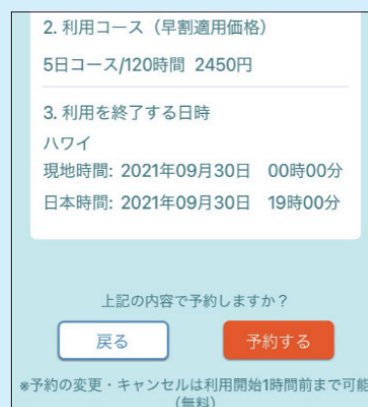 2. 利用コース（早割適用価格）
5日コース/120時間 2450円
3. 利用を終了する日時
ハワイ
現地時間: 2021年09月30日 00時00分
日本時間: 2021年09月30日 19時00分
上記の内容で予約しますか？
戻る
予約する
※予約の変更・キャンセルは利用開始1時間前まで可能
（無料）